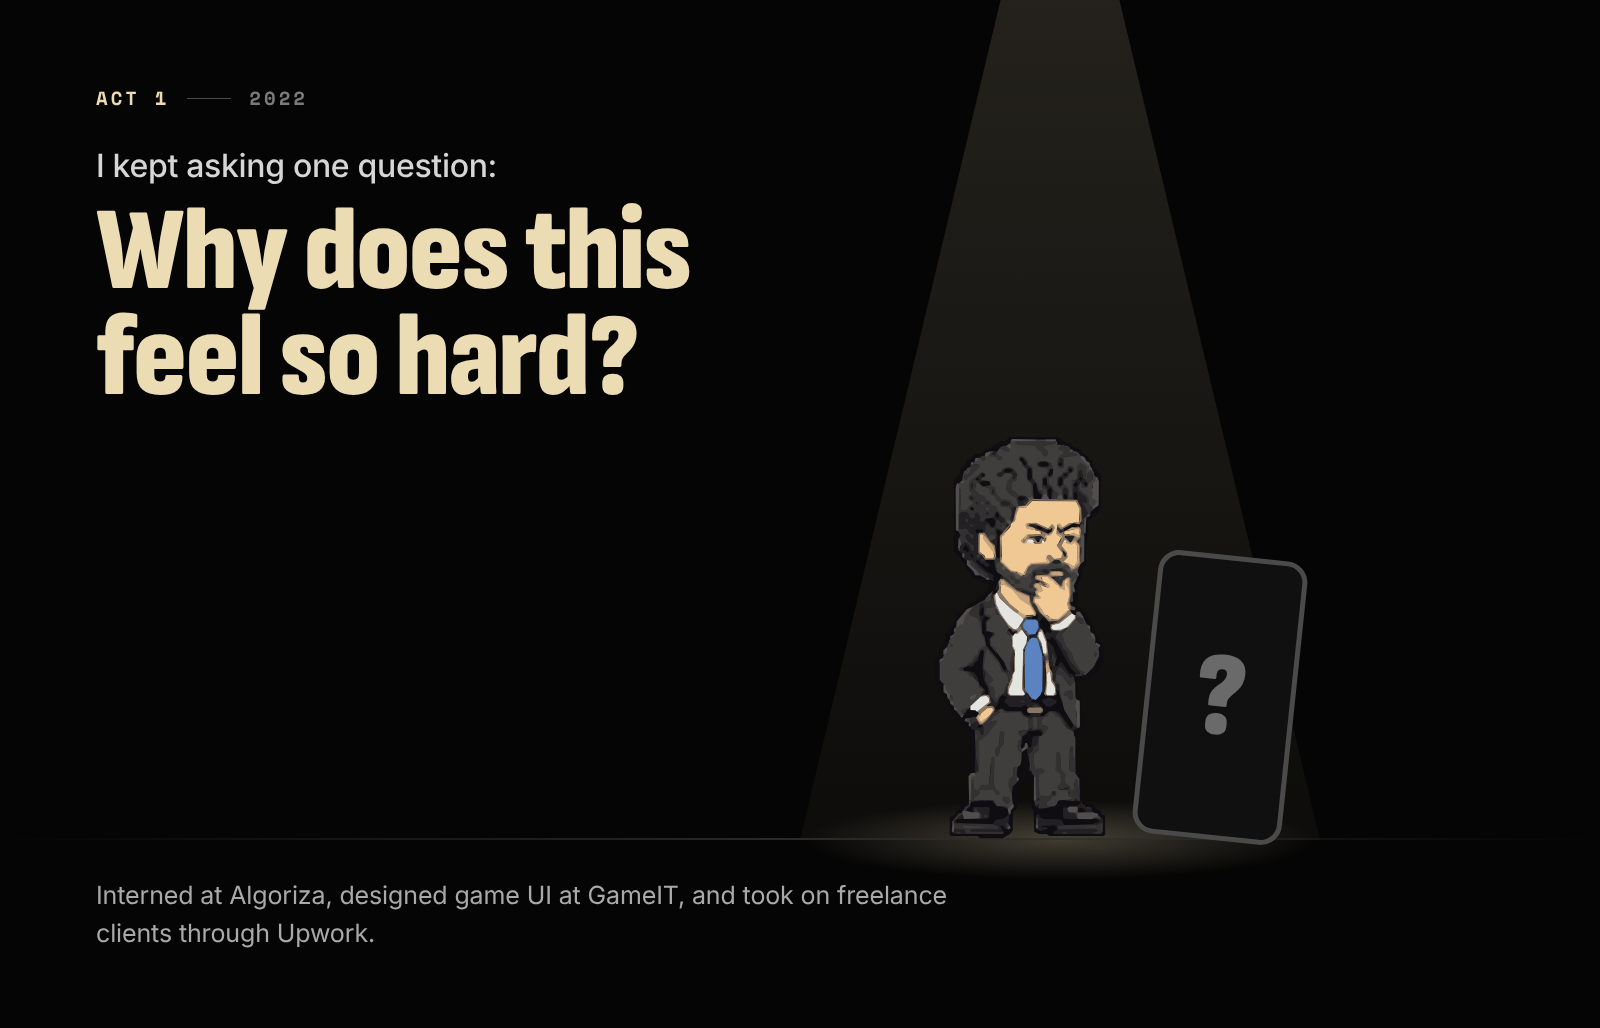 ACT 1 — 2022
I kept asking one question:
Why does this
feel so hard?
?
Interned at Algoriza, designed game UI at GameIT, and took on freelance
clients through Upwork.